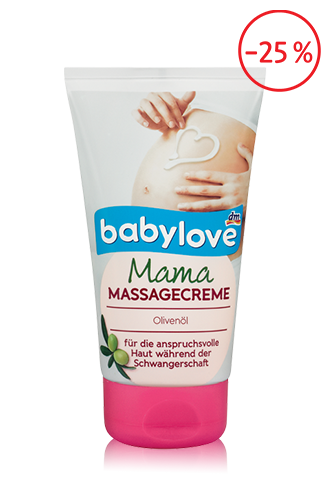 –25 %
dm
babylove
Mama
MASSAGECREME
Olivenöl
für die anspruchsvolle
Haut während der
Schwangerschaft